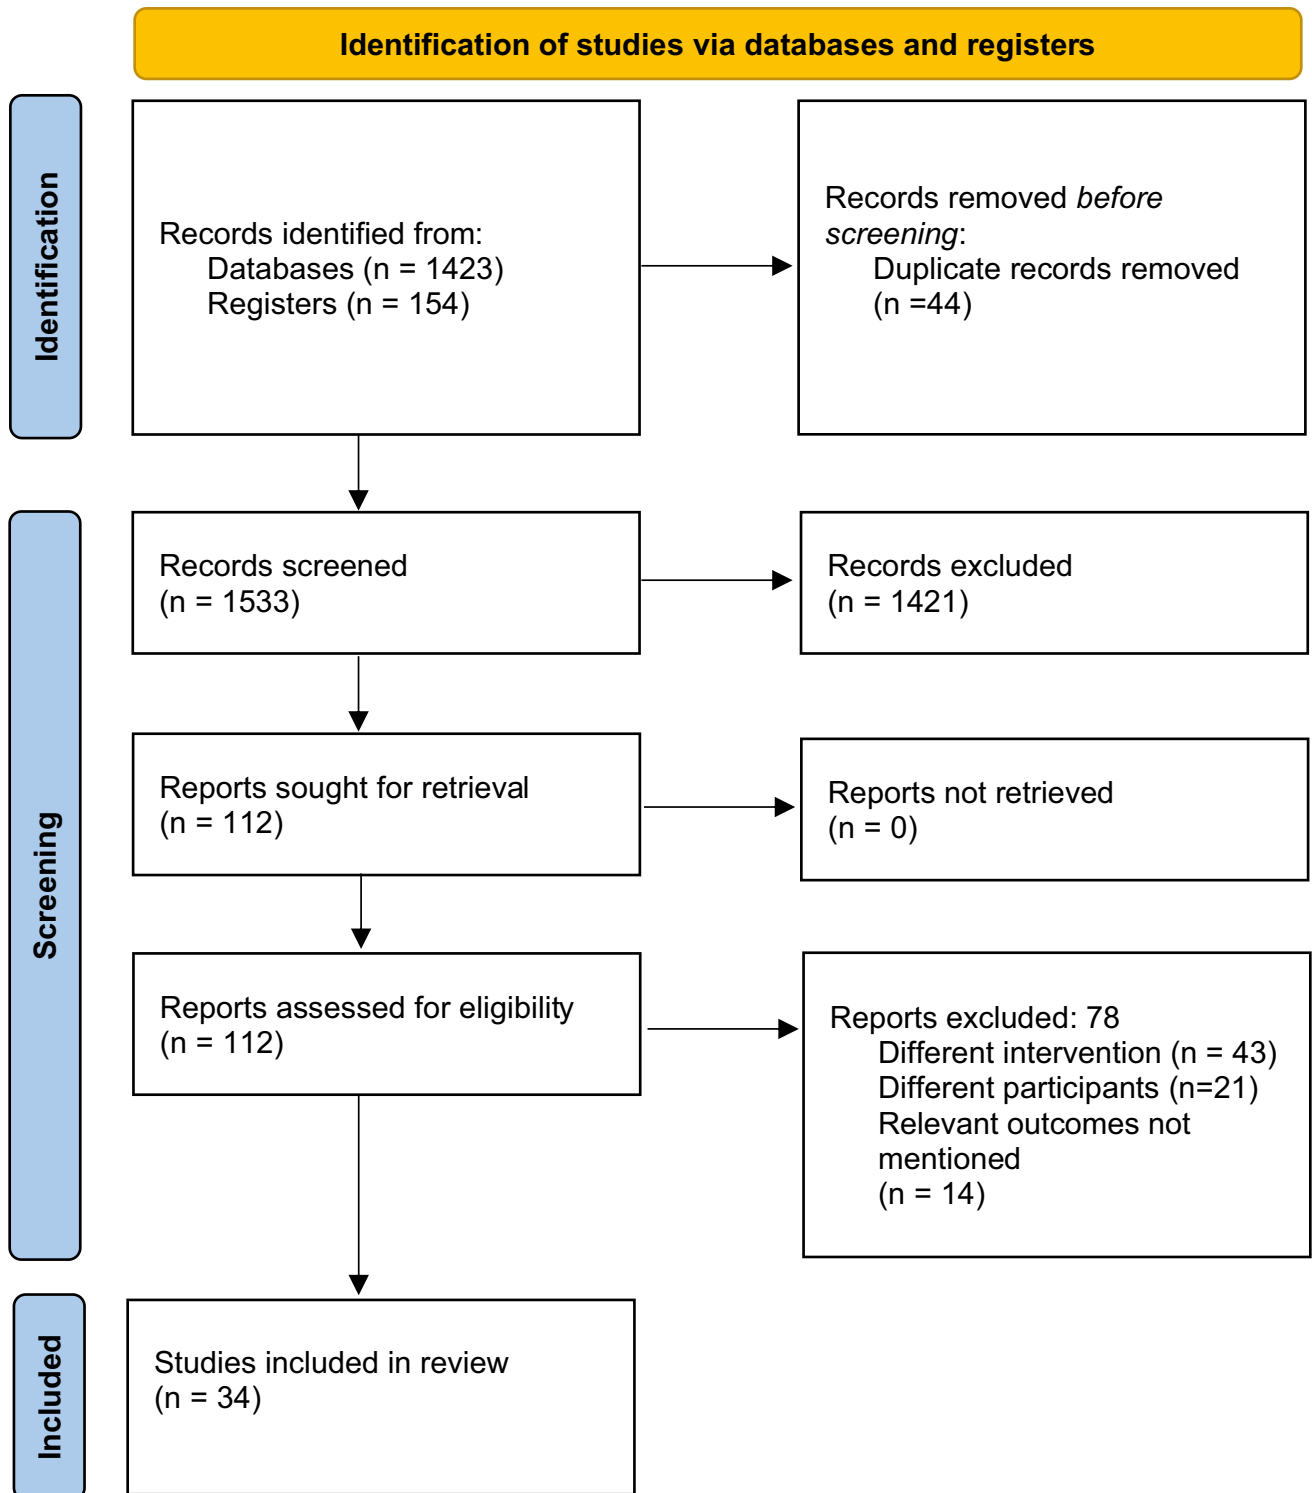 Identification of studies via databases and registers
Identification
Records identified from:
Databases (n = 1423)
Registers (n = 154)
Records removed before
screening:
Duplicate records removed
(n =44)
Screening
Records screened
(n = 1533)
Records excluded
(n = 1421)
Reports sought for retrieval
(n = 112)
Reports not retrieved
(n = 0)
Reports assessed for eligibility
(n = 112)
Reports excluded: 78
Different intervention (n = 43)
Different participants (n=21)
Relevant outcomes not
mentioned
(n = 14)
Included
Studies included in review
(n = 34)